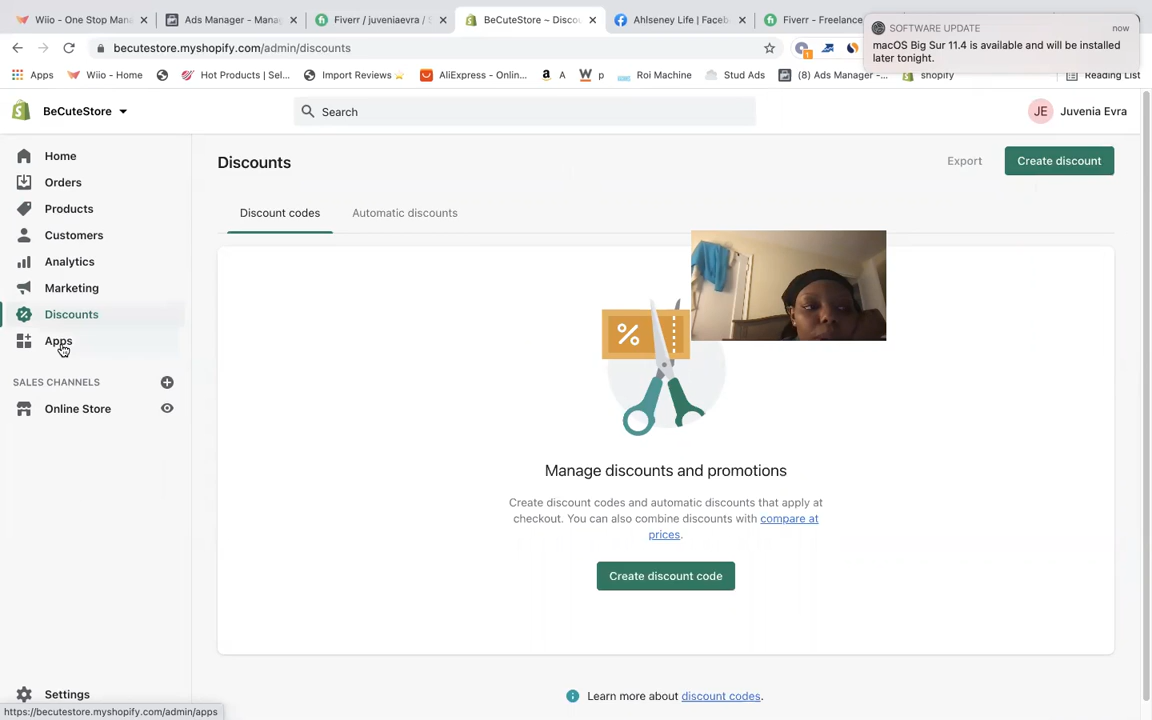 Wiio - One Stop Mana
Ads Manager - Manag
Fiverr / juveniaevra / S
BeCuteStore ~ Discou
Ahlseney Life | Faceb
Fiverr - Freelance
SOFTWARE UPDATE
now
macOS Big Sur 11.4 is available and will be installed
later tonight.
becutestore.myshopify.com/admin/discounts
Apps
Wiio - Home
Hot Products | Sel...
Import Reviews
AliExpress - Onlin...
A
p
Roi Machine
Stud Ads
(8) Ads Manager -...
shopify
Reading List
BeCuteStore
Search
JE
Juvenia Evra
Home
Orders
Products
Customers
Analytics
Marketing
Discounts
Apps
SALES CHANNELS
Online Store
Settings
Discounts
Export
Create discount
Discount codes
Automatic discounts
%
Manage discounts and promotions
Create discount codes and automatic discounts that apply at
checkout. You can also combine discounts with compare at
prices.
Create discount code
Learn more about discount codes.
https://becutestore.myshopify.com/admin/apps